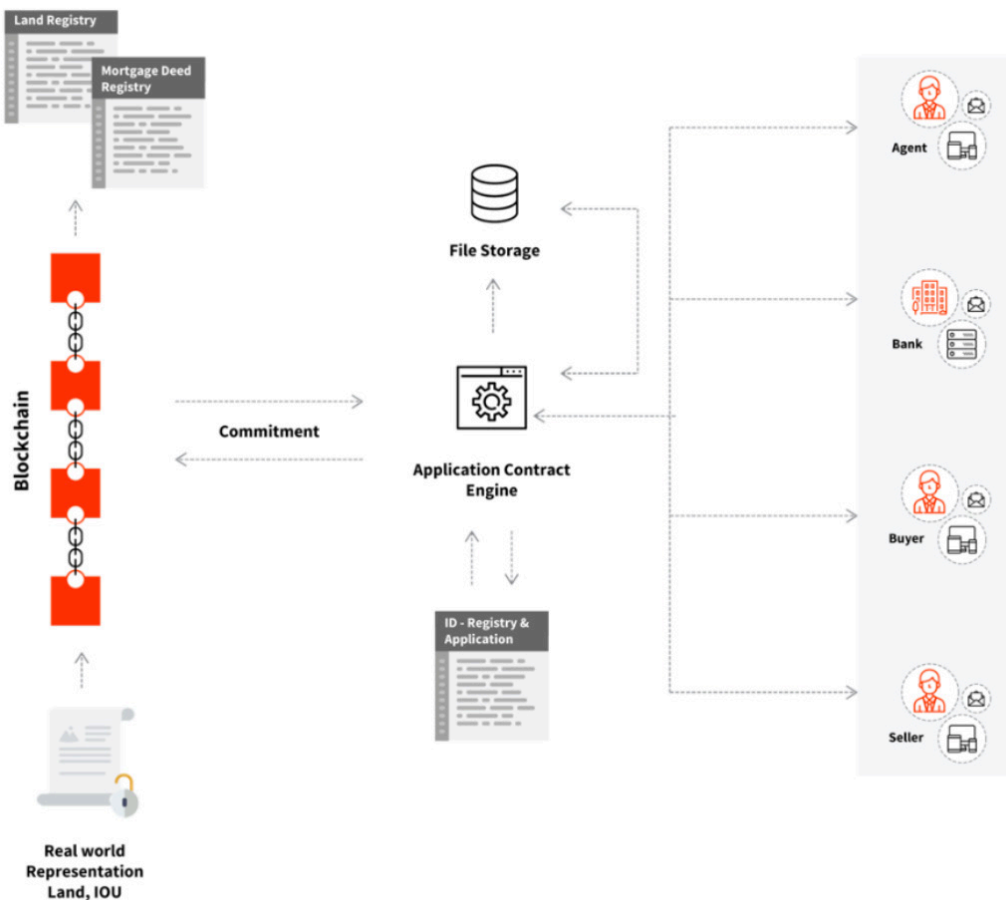 Land Registry
Mortgage Deed
Registry
Blockchain
Real world
Representation
Land, IOU
Commitment
File Storage
Application Contract
Engine
ID - Registry &
Application
Agent
Bank
Buyer
Seller